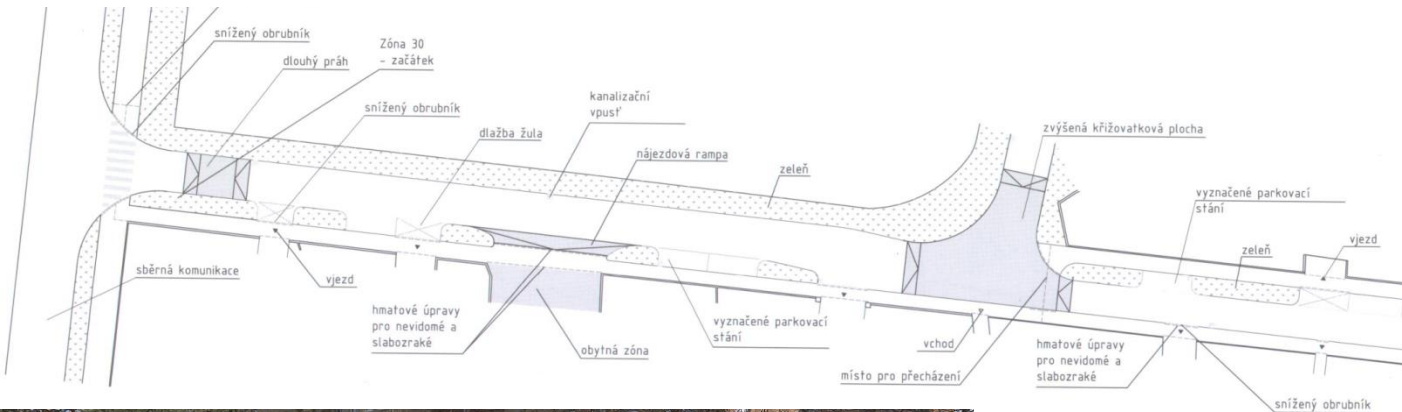 snížený obrubník
dlouhý práh
Zóna 30
- začátek
snížený obrubník
dlažba žula
kanalizační
vpusť
nájezdová rampa
zeleň
zvýšená křižovatková plocha
vyznačené parkovací
stání
zeleň
vjezd
sběrná komunikace
vjezd
hmatové úpravy
pro nevidomé a
slabozraké
obytná zóna
vyznačené parkovací
stání
vchod
místo pro přecházení
hmatové úpravy
pro nevidomé a
slabozraké
snížený obrubník